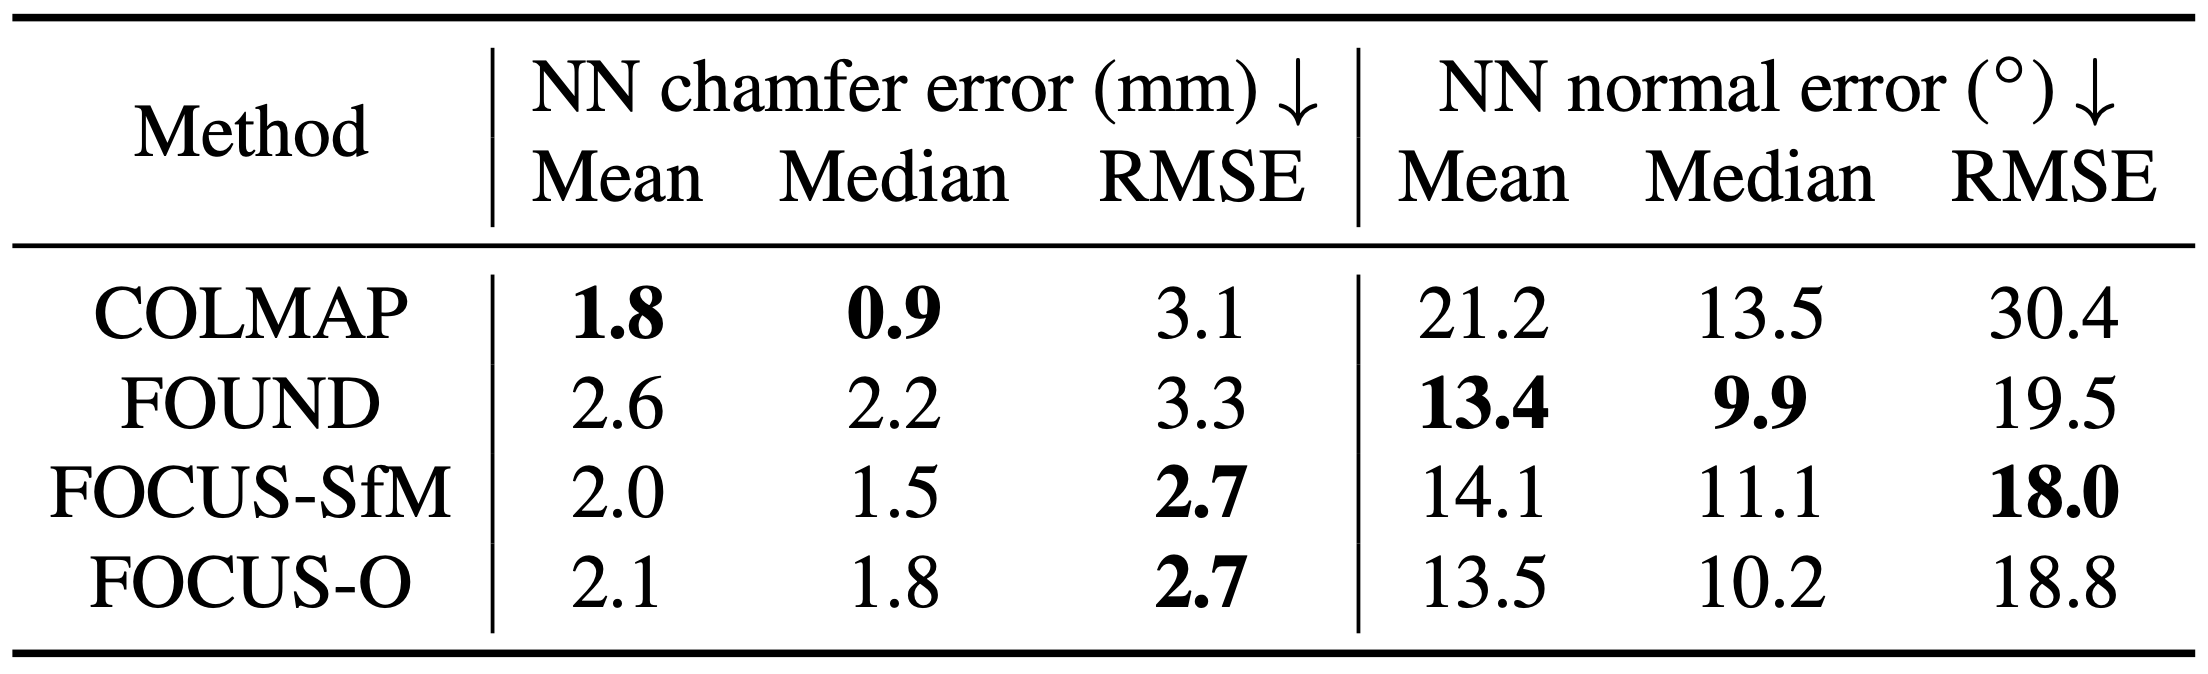 Method NN chamfer error (mm) ↓ NN normal error (°) ↓
Mean Median RMSE Mean Median RMSE
COLMAP 1.8 0.9 3.1 21.2 13.5 30.4
FOUND 2.6 2.2 3.3 13.4 9.9 19.5
FOCUS-SfM 2.0 1.5 2.7 14.1 11.1 18.0
FOCUS-O 2.1 1.8 2.7 13.5 10.2 18.8